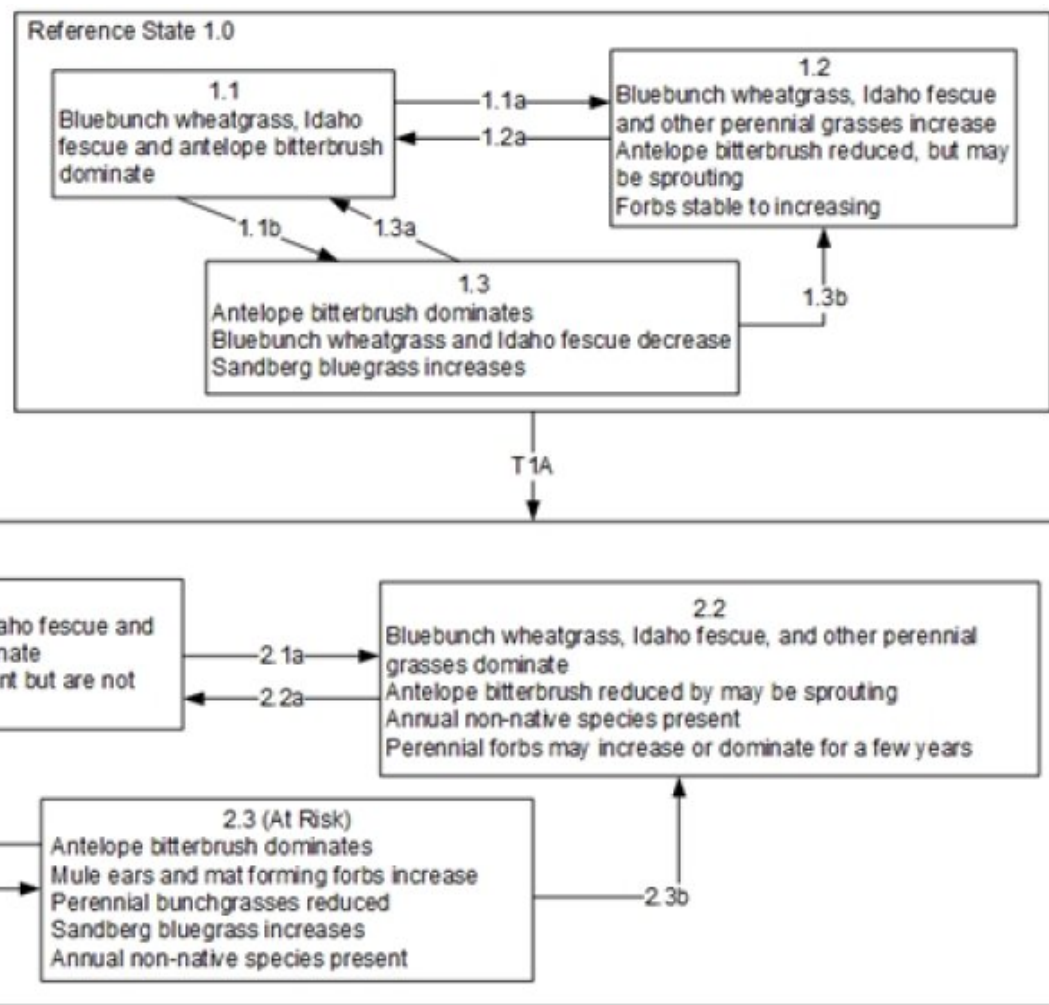 Reference State 1.0
1.1
Bluebunch wheatgrass, Idaho
fescue and antelope bitterbrush
dominate
1.1a
1.2a
1.2
Bluebunch wheatgrass, Idaho fescue
and other perennial grasses increase
Antelope bitterbrush reduced, but may
be sprouting
Forbs stable to increasing
1.1b
1.3a
1.3
Antelope bitterbrush dominates
Bluebunch wheatgrass and Idaho fescue decrease
Sandberg bluegrass increases
1.3b
T1A
aho fescue and
nate
nt but are not
2.1a
2.2a
2.2
Bluebunch wheatgrass, Idaho fescue, and other perennial
grasses dominate
Antelope bitterbrush reduced by may be sprouting
Annual non-native species present
Perennial forbs may increase or dominate for a few years
2.3 (At Risk)
Antelope bitterbrush dominates
Mule ears and mat forming forbs increase
Perennial bunchgrasses reduced
Sandberg bluegrass increases
Annual non-native species present
2.3b